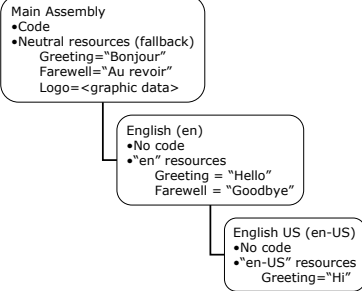 Main Assembly
•Code
•Neutral resources (fallback)
Greeting=“Bonjour”
Farewell=“Au revoir”
Logo=<graphic data>
English (en)
•No code
•“en” resources
Greeting = “Hello”
Farewell = “Goodbye”
English US (en-US)
•No code
•“en-US” resources
Greeting=“Hi”